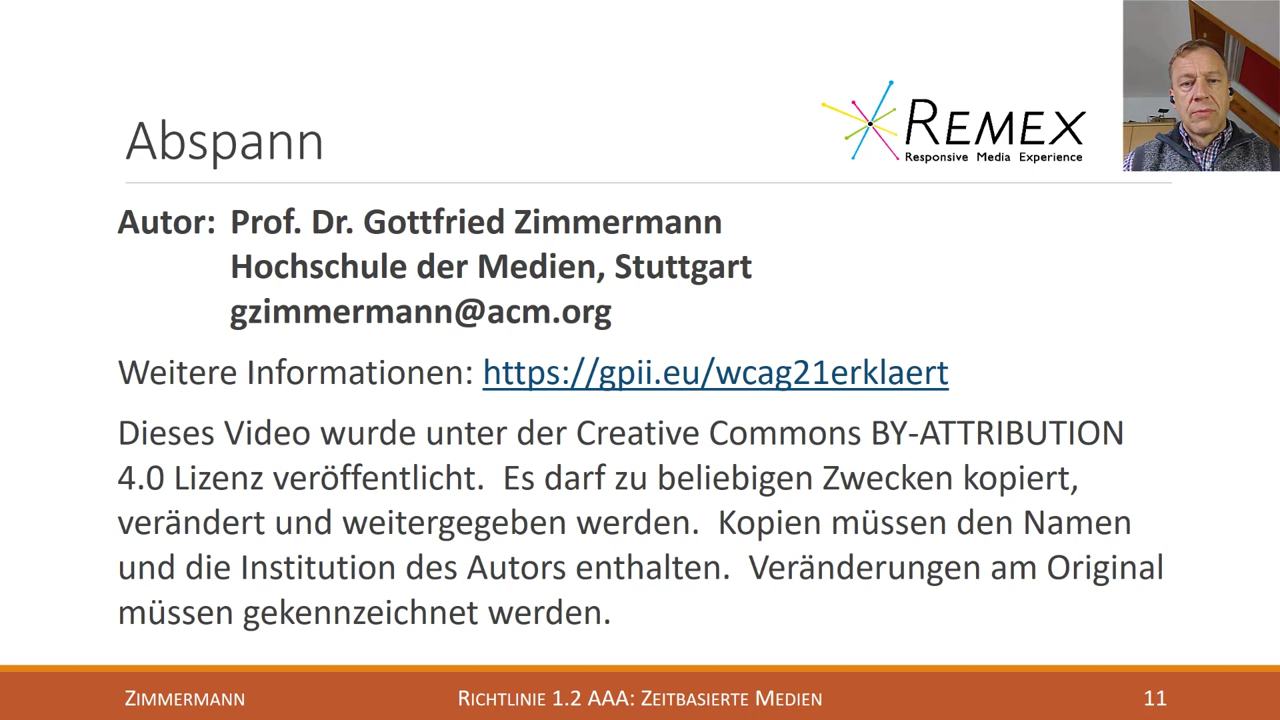 Abspann
REMEX
Responsive Media Experience
Autor: Prof. Dr. Gottfried Zimmermann
Hochschule der Medien, Stuttgart
gzimmermann@acm.org
Weitere Informationen: https://gpii.eu/wcag21erklaert
Dieses Video wurde unter der Creative Commons BY-ATTRIBUTION
4.0 Lizenz veröffentlicht.  Es darf zu beliebigen Zwecken kopiert,
verändert und weitergegeben werden.  Kopien müssen den Namen
und die Institution des Autors enthalten.  Veränderungen am Original
müssen gekennzeichnet werden.
ZIMMERMANN
RICHTLINIE 1.2 AAA: ZEITBASIERTE MEDIEN
11